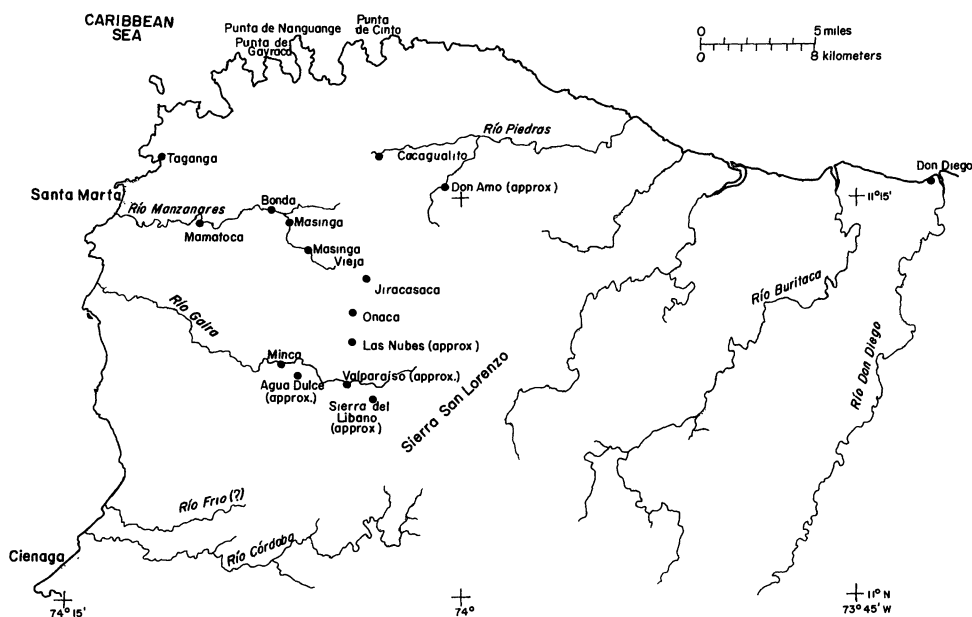 CARIBBEAN
SEA
Punta de Nanguange
Punta de
Gayraca
Punta
de Cinto
0 5 miles
0 8 kilometers
Río Piedras
Taganga
Cacagualito
Don Diego
Santa Marta
Don Amo (approx)
11° 15'
Río Manzanares
Bonda
Masinga
Mamatoca
Masinga
Vieja
Jiracasaca
Río Buritaca
Río Gaira
Onaca
Las Nubes (approx)
Minca
Río Don Diego
Agua Dulce
(approx.)
Valparaiso (approx.)
Sierra del
Libano
(approx)
Sierra San Lorenzo
Río Frio (?)
Río Córdoba
Cienaga
74° 15'
74°
11° N
73° 45' W